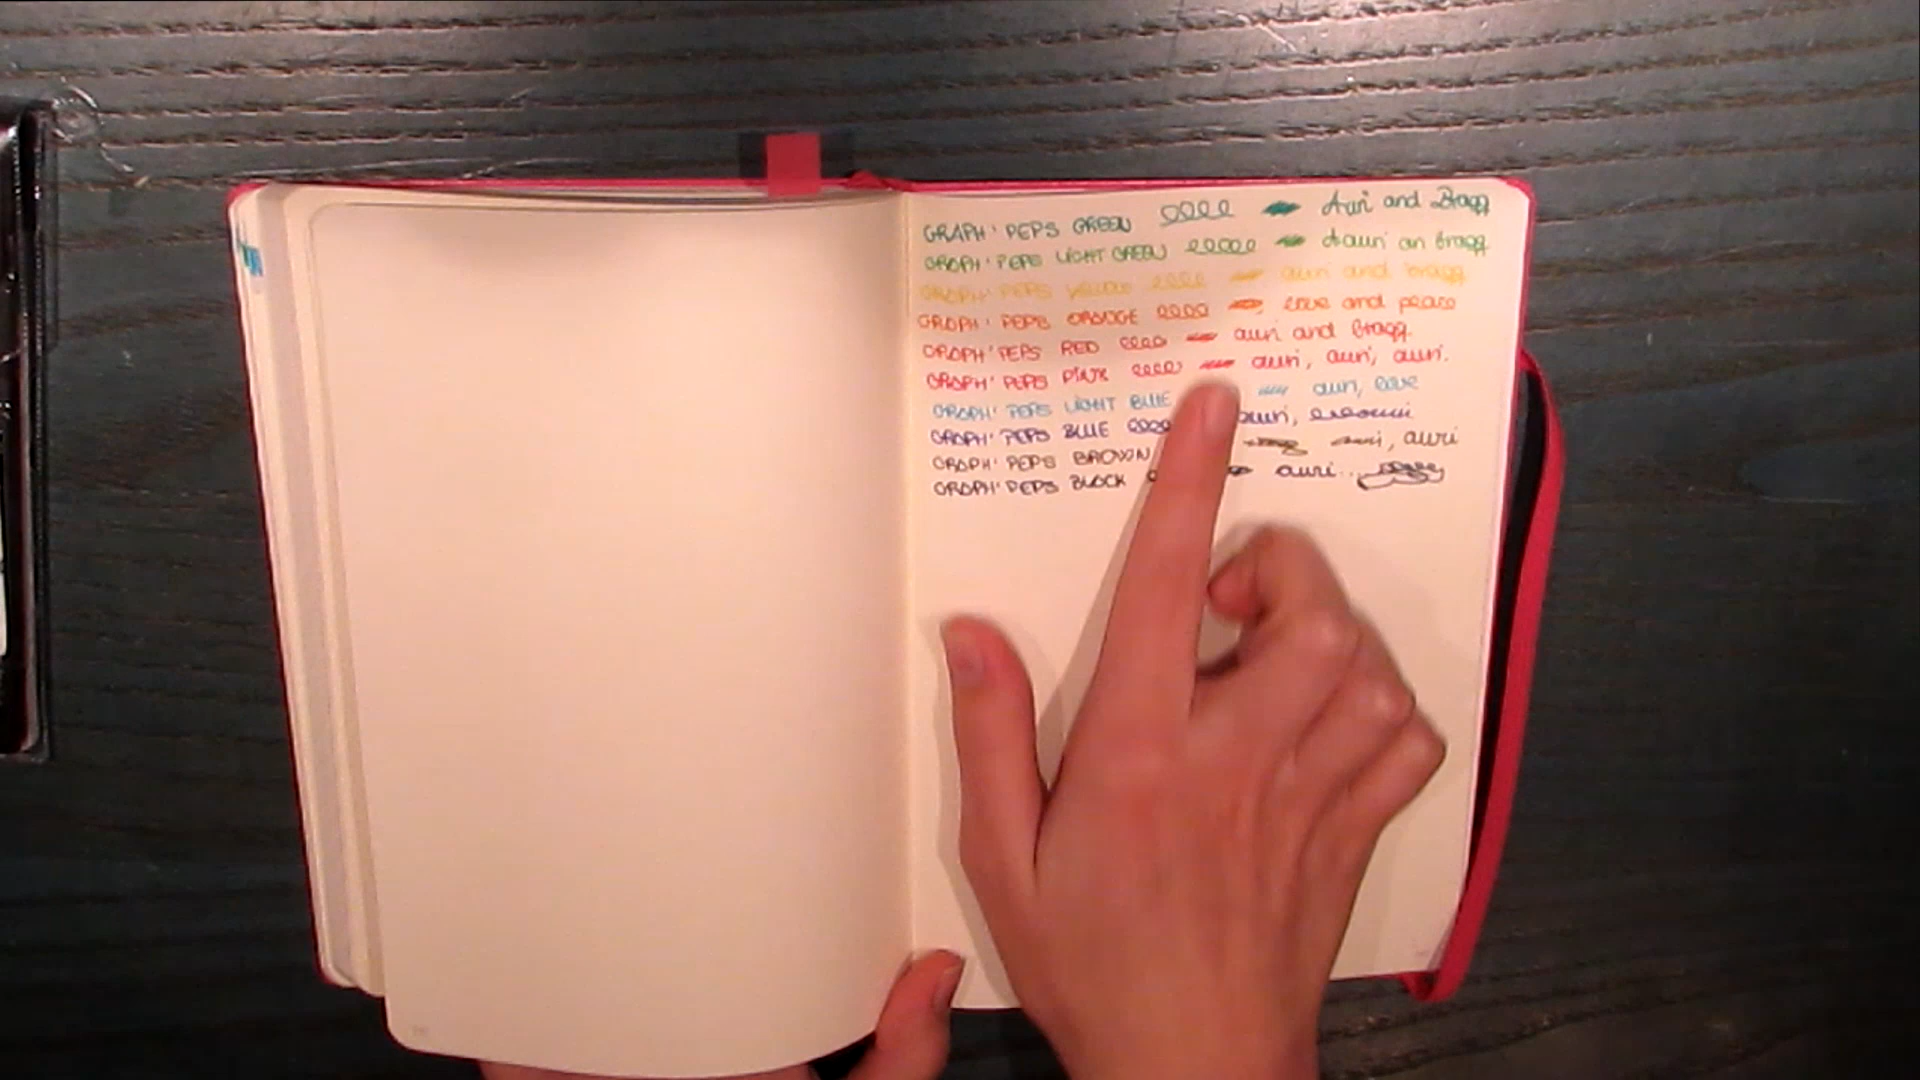 GRAPH' PEPS GREEN Auri and Bragg
GRAPH' PEPS LIGHT GREEN Aauri an bragg
GRAPH' PEPS YELLOW auri and bragg
GRAPH' PEPS ORANGE love and peace
GRAPH' PEPS RED auri and bragg.
GRAPH' PEPS PINK auri, auri, auri.
GRAPH' PEPS LIGHT BLUE auri, love
GRAPH' PEPS BLUE auri,
GRAPH' PEPS BROWN auri, auri
GRAPH' PEPS BLACK auri...